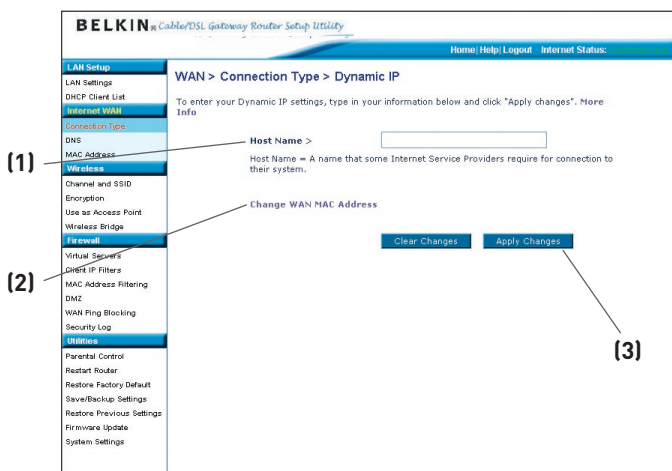 BELKIN® Cable/DSL Gateway Router Setup Utility
Home| Help| Logout Internet Status:
LAN Setup
LAN Settings
DHCP Client List
Internet WAN
Connection Type
DNS
MAC Address
Wireless
Channel and SSID
Encryption
Use as Access Point
Wireless Bridge
Firewall
Virtual Servers
Client IP Filters
MAC Address Filtering
DMZ
WAN Ping Blocking
Security Log
Utilities
Parental Control
Restart Router
Restore Factory Default
Save/Backup Settings
Restore Previous Settings
Firmware Update
System Settings
WAN > Connection Type > Dynamic IP
To enter your Dynamic IP settings, type in your information below and click "Apply changes". More
Info
Host Name >
Host Name = A name that some Internet Service Providers require for connection to
their system.
Change WAN MAC Address
Clear Changes
Apply Changes
(1)
(2)
(3)